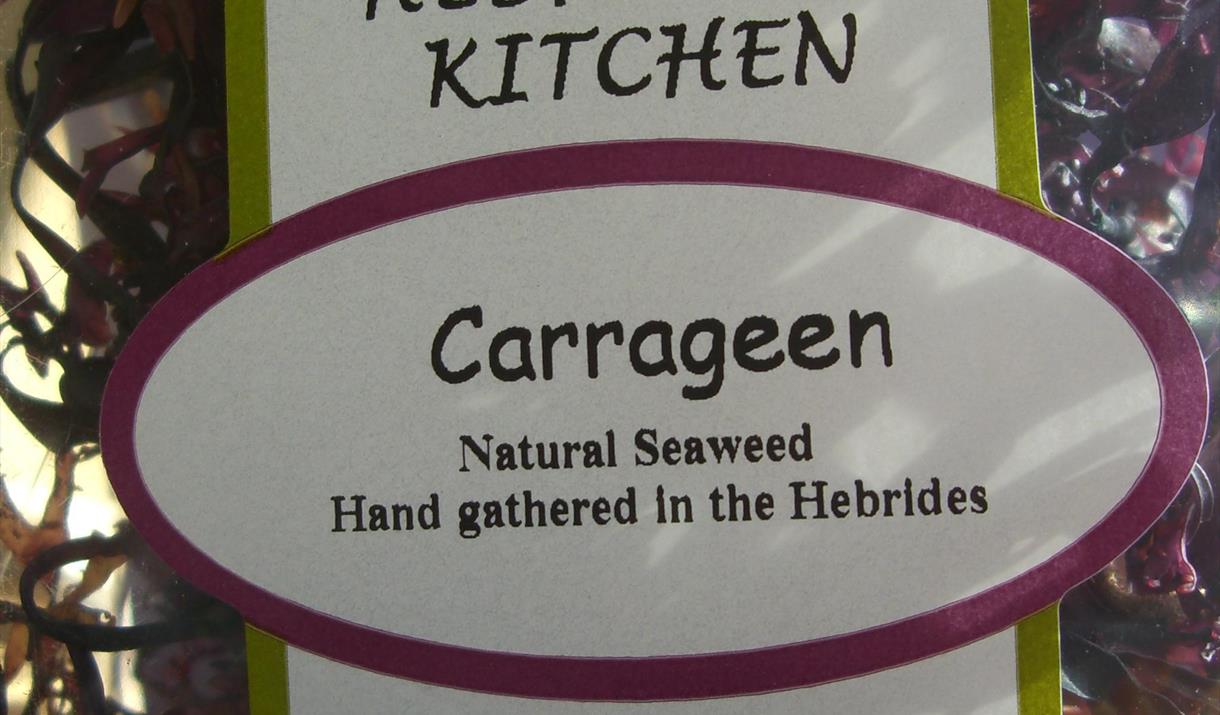 KITCHEN
Carrageen
Natural Seaweed
Hand gathered in the Hebrides